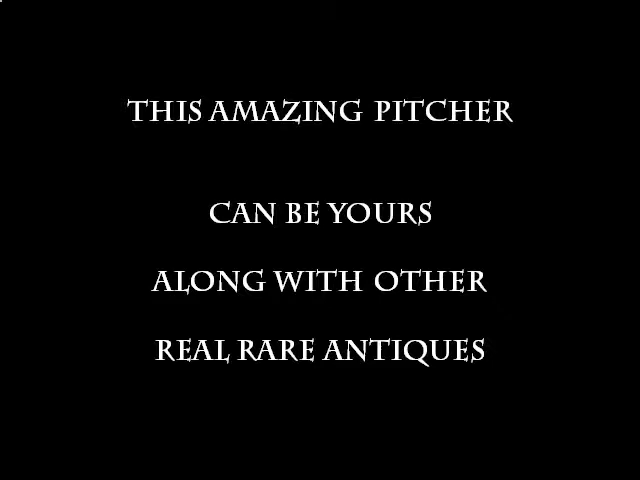 THIS AMAZING PITCHER
CAN BE YOURS
ALONG WITH OTHER
REAL RARE ANTIQUES